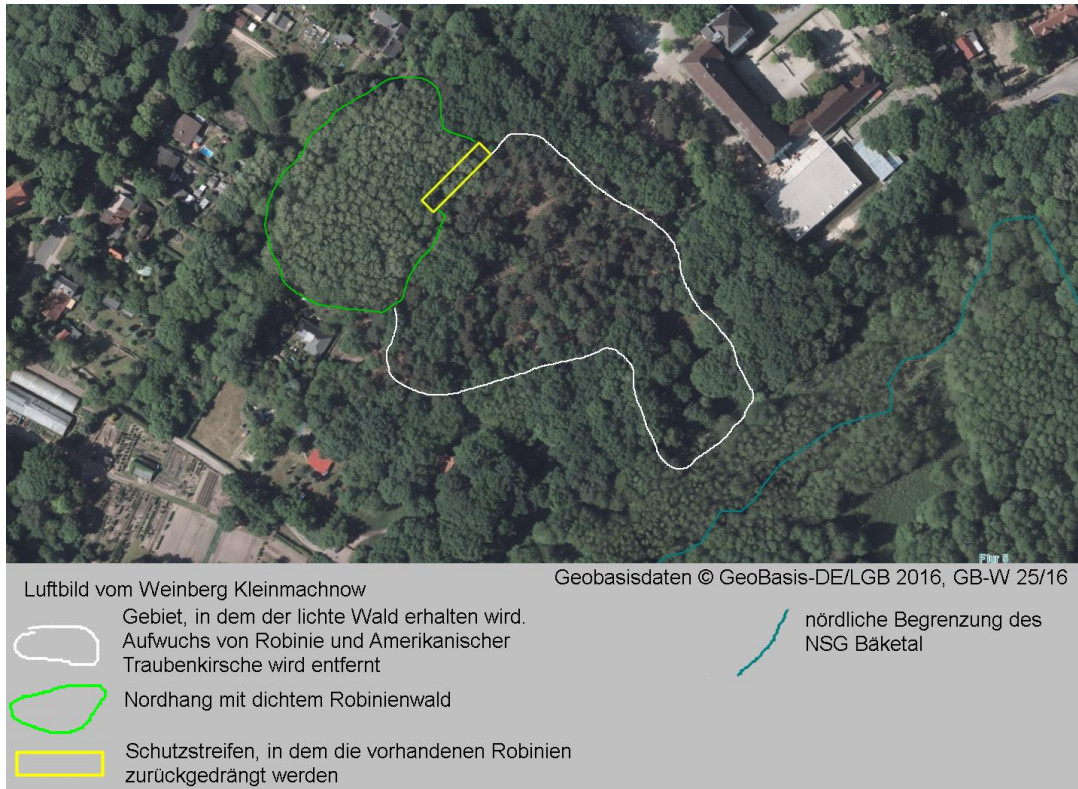 Flur 5
Geobasisdaten © GeoBasis-DE/LGB 2016, GB-W 25/16
Luftbild vom Weinberg Kleinmachnow
Gebiet, in dem der lichte Wald erhalten wird.
Aufwuchs von Robinie und Amerikanischer
Traubenkirsche wird entfernt
nördliche Begrenzung des
NSG Bäketal
Nordhang mit dichtem Robinienwald
Schutzstreifen, in dem die vorhandenen Robinien
zurückgedrängt werden